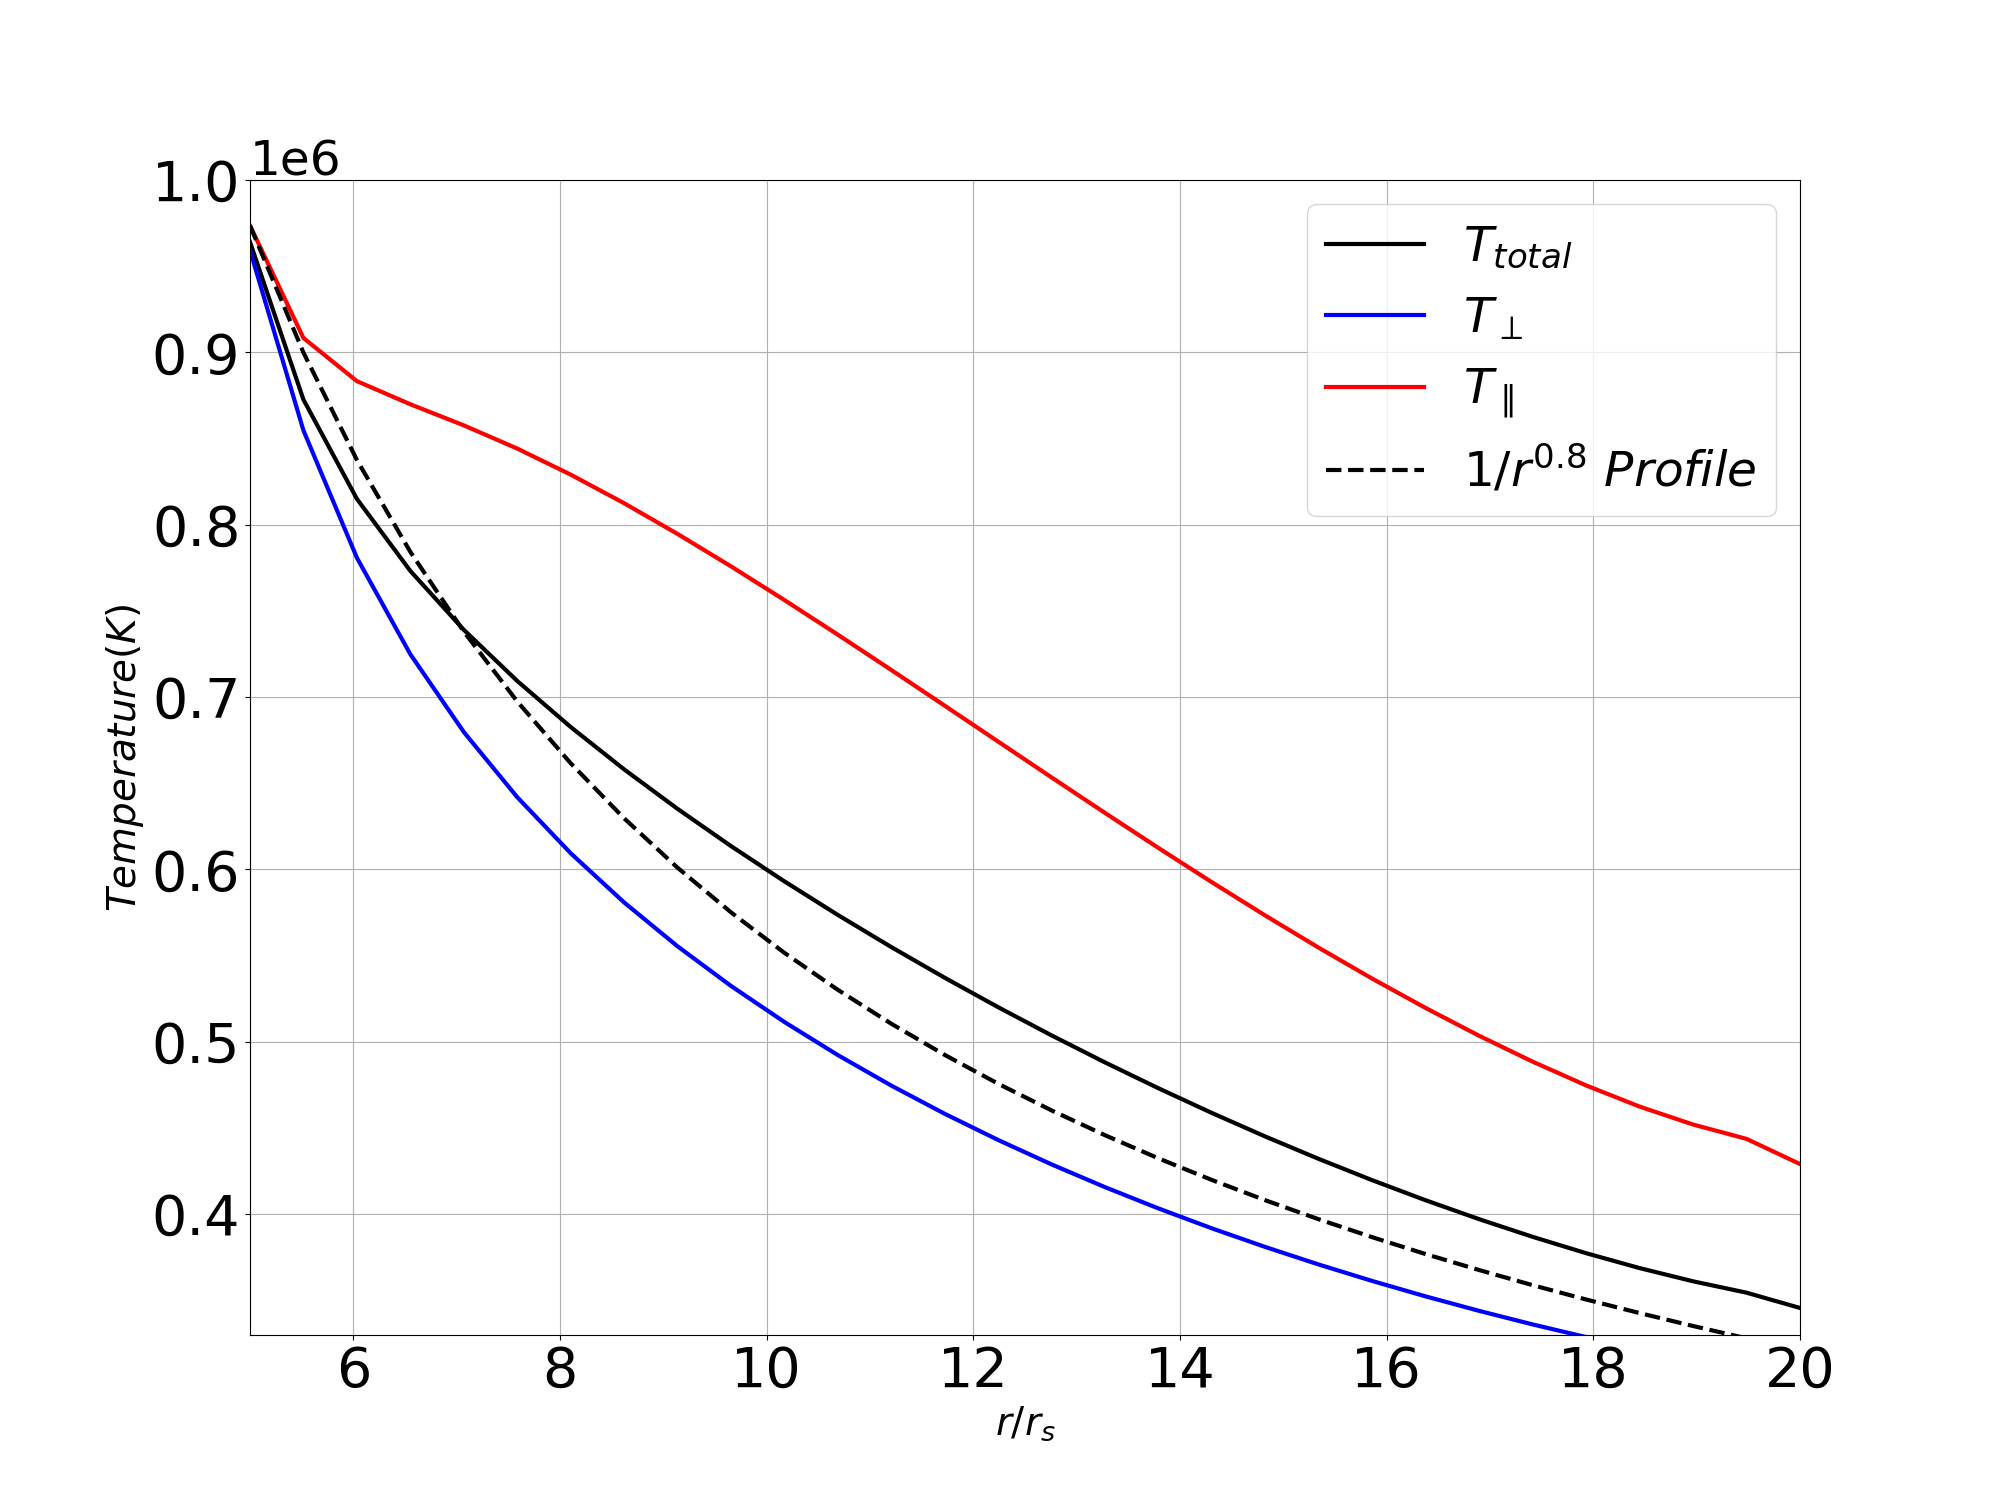 1e6
1.0
0.9
0.8
0.7
0.6
0.5
0.4
Temperature(K)
6 8 10 12 14 16 18 20
r/r_s
T_total
T_⊥
T_∥
1/r^0.8 Profile